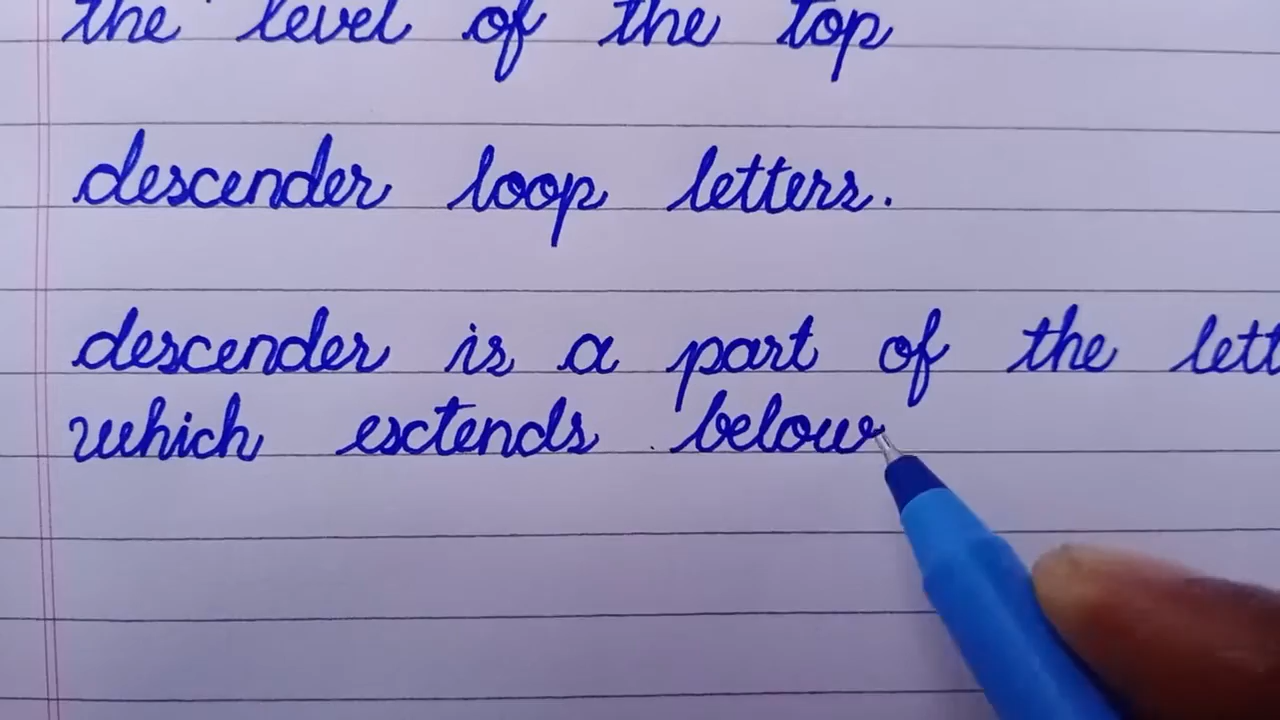 the level of the top
descender loop letters.
descender is a part of the lett
which extends below